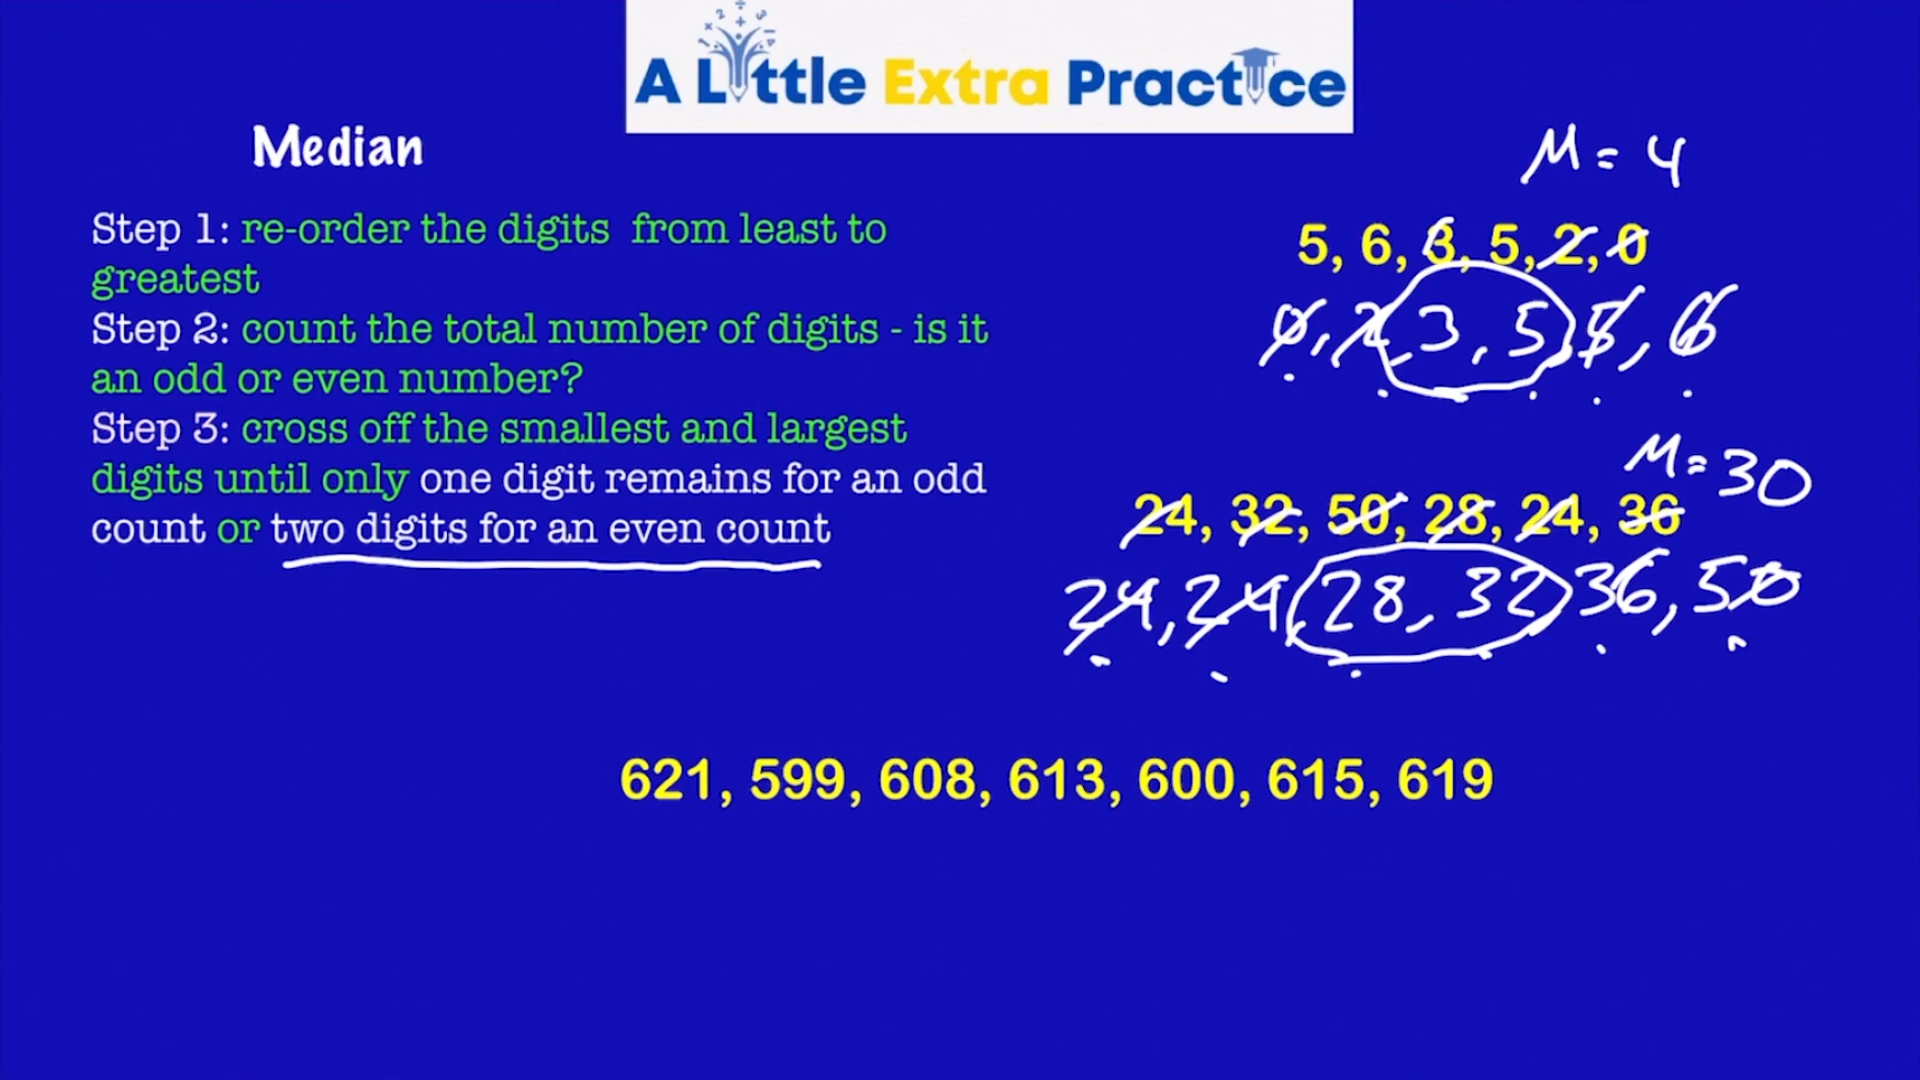 A Little Extra Practice
Median
Step 1: re-order the digits from least to
greatest
Step 2: count the total number of digits - is it
an odd or even number?
Step 3: cross off the smallest and largest
digits until only one digit remains for an odd
count or two digits for an even count
M = 4
5, 6, 3, 5, 2, 0
0, 2, 3, 5, 5, 6
M = 30
24, 32, 50, 28, 24, 36
24, 24, 28, 32, 36, 50
621, 599, 608, 613, 600, 615, 619